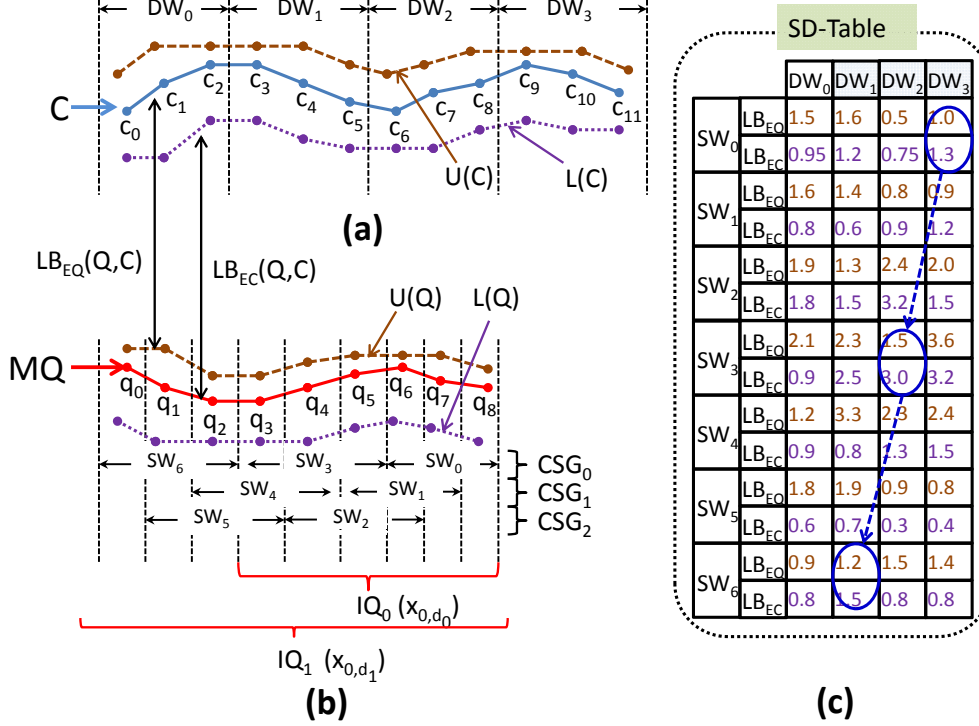 DW0 DW1 DW2 DW3
C
c0 c1 c2 c3 c4 c5 c6 c7 c8 c9 c10 c11
U(C) L(C)
(a)
LBEQ(Q,C) LBEC(Q,C)
U(Q) L(Q)
MQ
q0 q1 q2 q3 q4 q5 q6 q7 q8
SW6 SW3 SW0 CSG0
SW4 SW1 CSG1
SW5 SW2 CSG2
IQ0 (x0,d0)
IQ1 (x0,d1)
(b)
SD-Table
DW0 DW1 DW2 DW3
SW0 LBEQ 1.5 1.6 0.5 1.0
LBEC 0.95 1.2 0.75 1.3
SW1 LBEQ 1.6 1.4 0.8 0.9
LBEC 0.8 0.6 0.9 1.2
SW2 LBEQ 1.9 1.3 2.4 2.0
LBEC 1.8 1.5 3.2 1.5
SW3 LBEQ 2.1 2.3 1.5 3.6
LBEC 0.9 2.5 3.0 3.2
SW4 LBEQ 1.2 3.3 2.3 2.4
LBEC 0.9 0.8 1.3 1.5
SW5 LBEQ 1.8 1.9 0.9 0.8
LBEC 0.6 0.7 0.3 0.4
SW6 LBEQ 0.9 1.2 1.5 1.4
LBEC 0.8 1.5 0.8 0.8
(c)